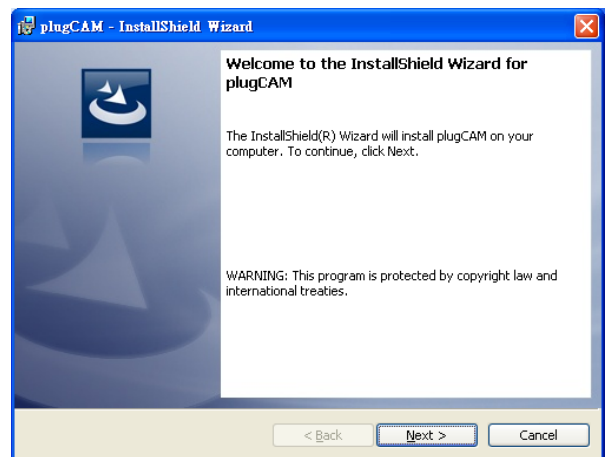 plugCAM - InstallShield Wizard
Welcome to the InstallShield Wizard for
plugCAM
The InstallShield(R) Wizard will install plugCAM on your
computer. To continue, click Next.
WARNING: This program is protected by copyright law and
international treaties.
< Back Next > Cancel